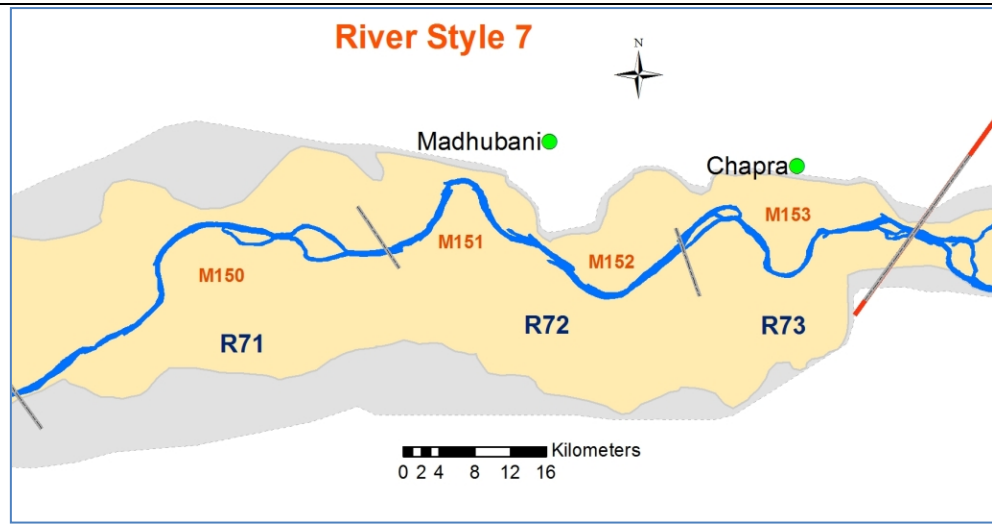 River Style 7
N
Madhubani
Chapra
M153
M151
M152
M150
R72
R73
R71
Kilometers
0 2 4 8 12 16